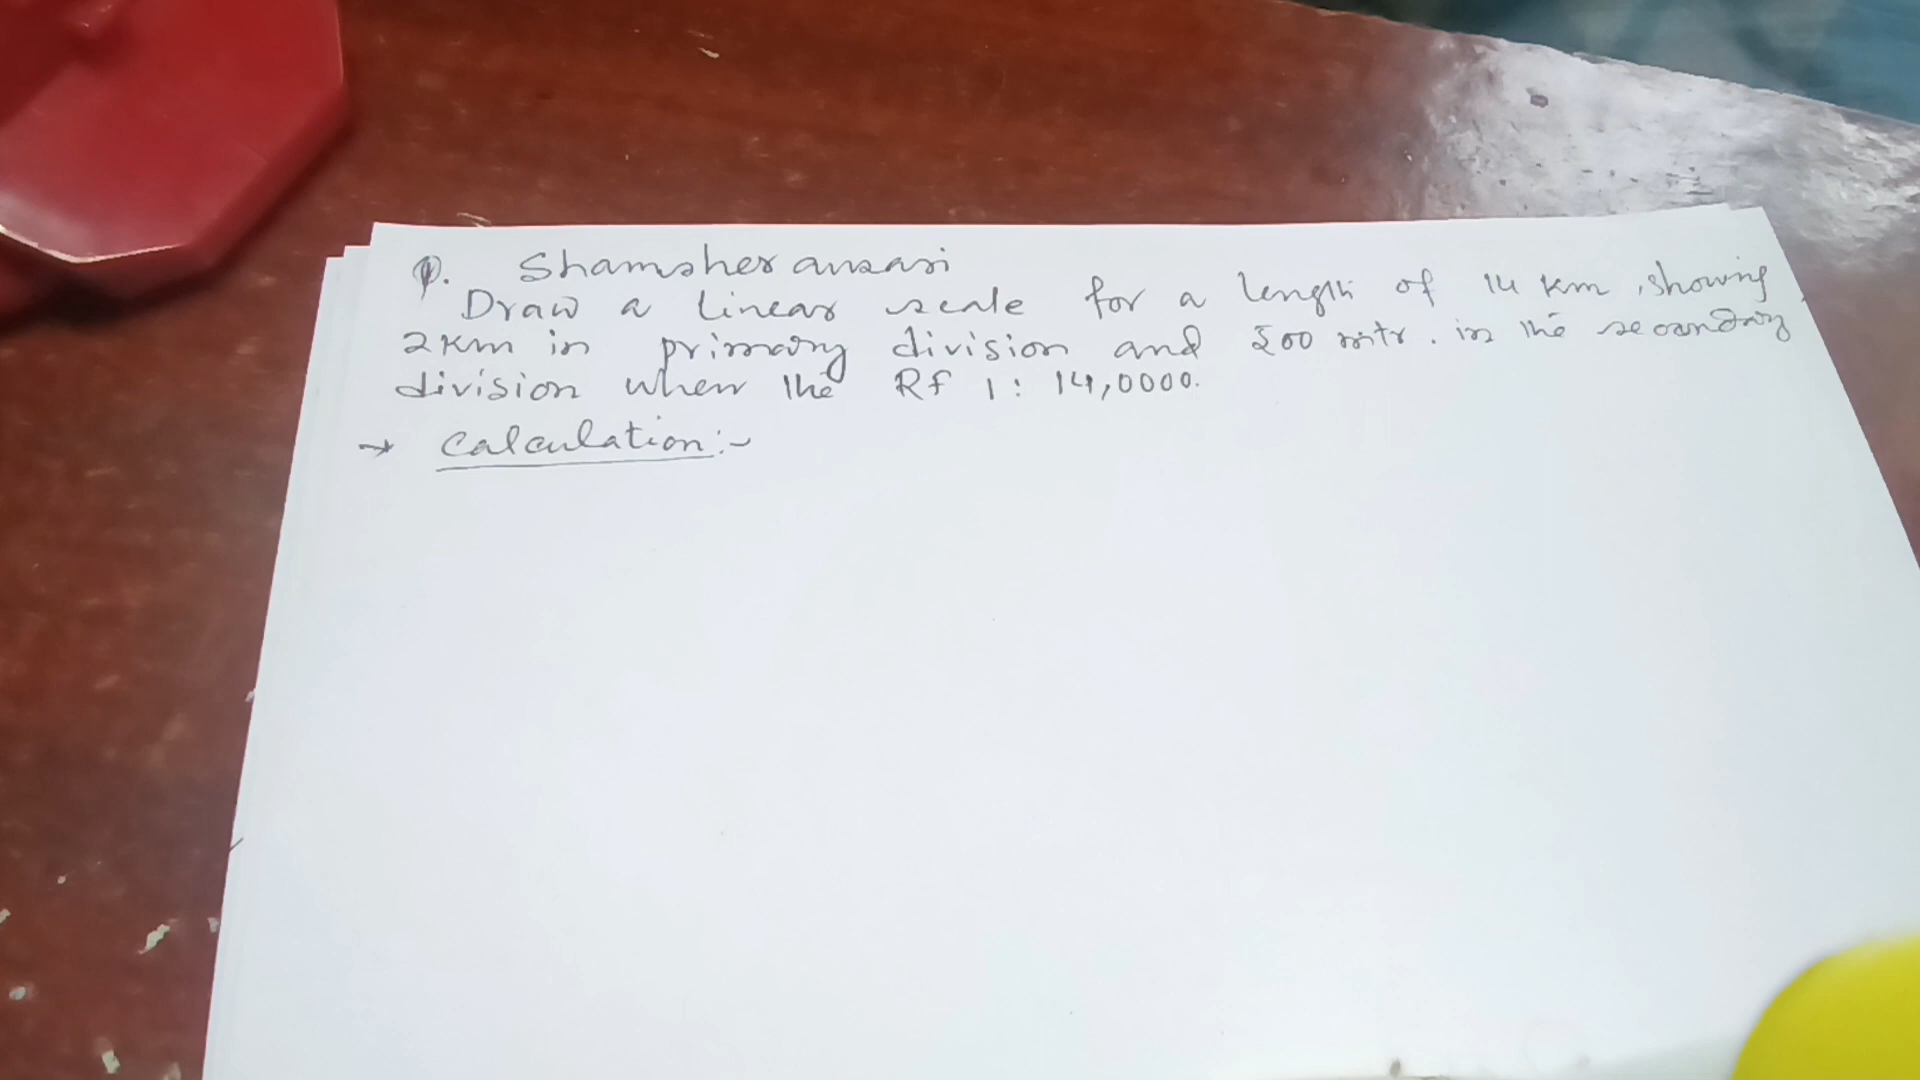 Q. Shamsher ansari
Draw a linear scale for a length of 14 km, showing
2 Km in primary division and 500 mtr. in the secondary
division when the Rf 1: 14,0000.
→ Calculation:-